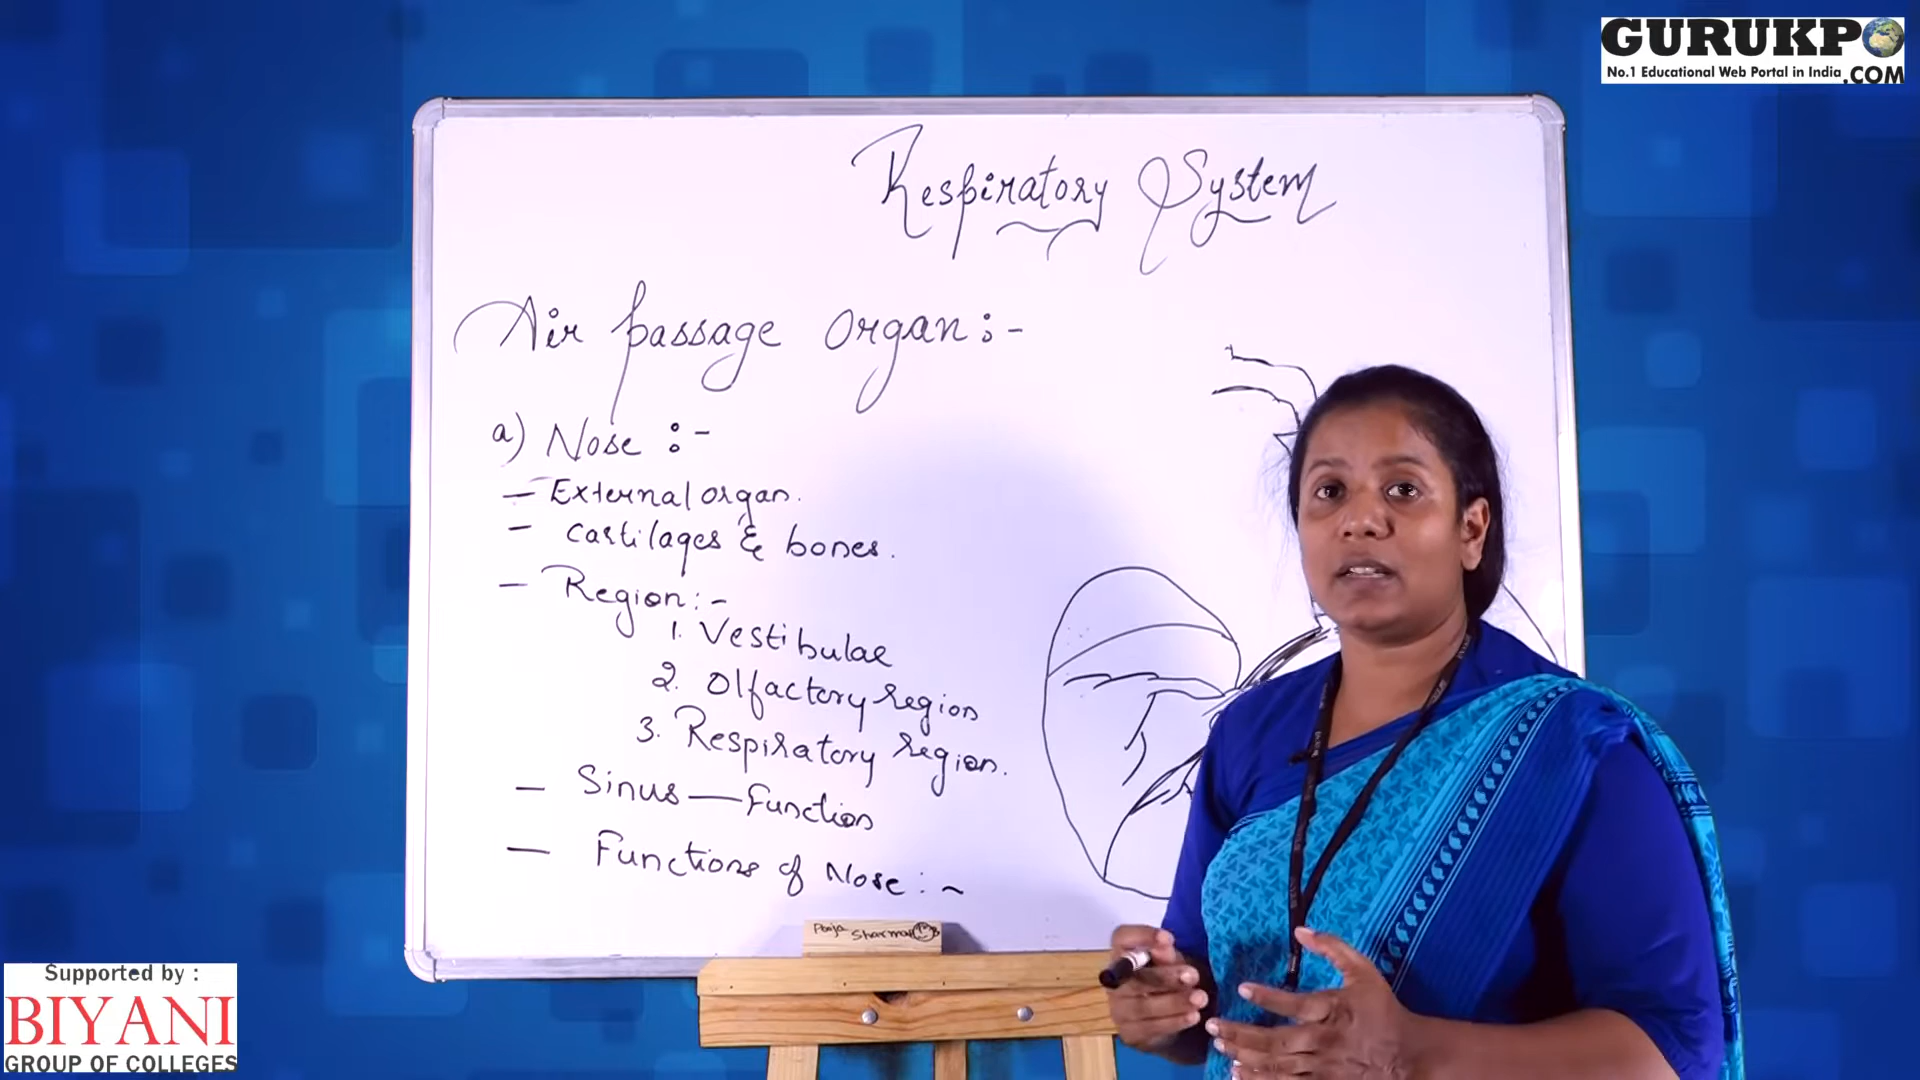 GURUKPO
No.1 Educational Web Portal in India .COM
Respiratory System
Air passage organ :-
a) Nose :-
- External organ.
- cartilages & bones.
- Region :-
1. Vestibulae
2. Olfactory region
3. Respiratory region.
- Sinus — Function
- Functions of Nose : -
Pooja Sharma
Supported by :
BIYANI
GROUP OF COLLEGES